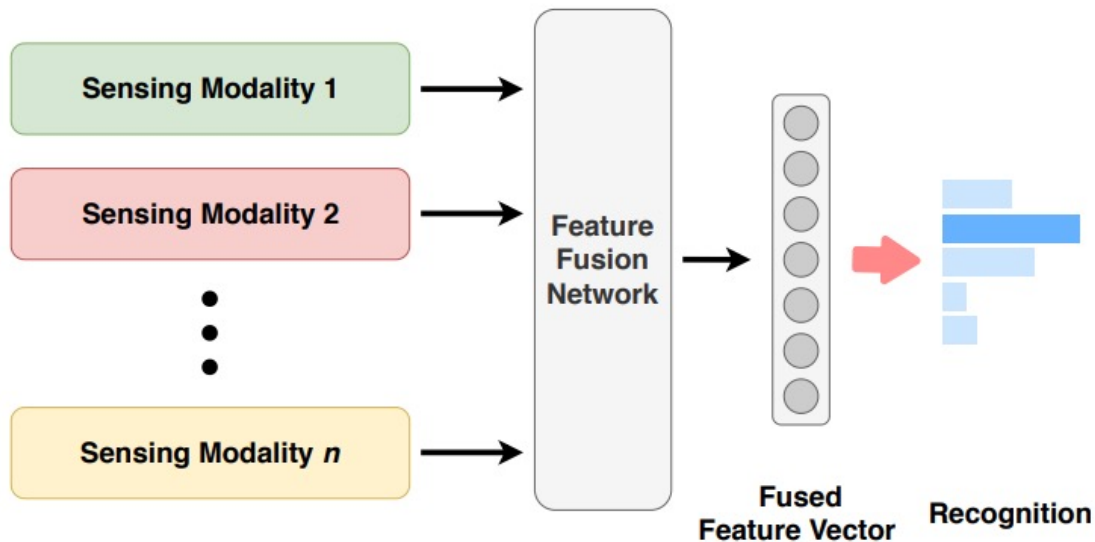 Sensing Modality 1
Sensing Modality 2
Sensing Modality n
Feature
Fusion
Network
Fused
Feature Vector
Recognition